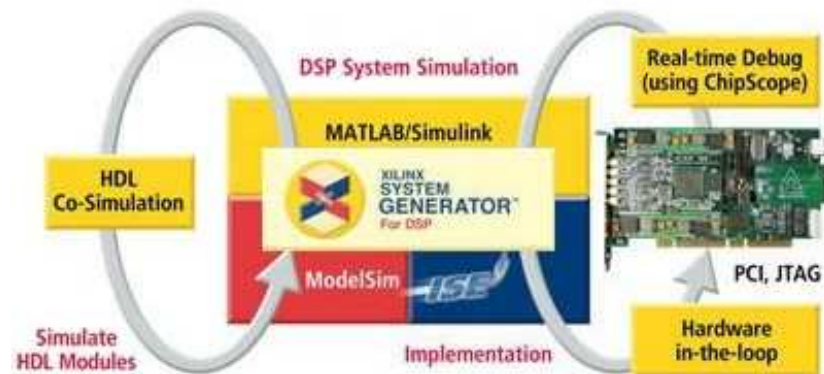 DSP System Simulation
Real-time Debug
(using ChipScope)
MATLAB/Simulink
HDL
Co-Simulation
XILINX
SYSTEM
GENERATOR™
For DSP
ModelSim
ISE
PCI, JTAG
Simulate
HDL Modules
Implementation
Hardware
in-the-loop